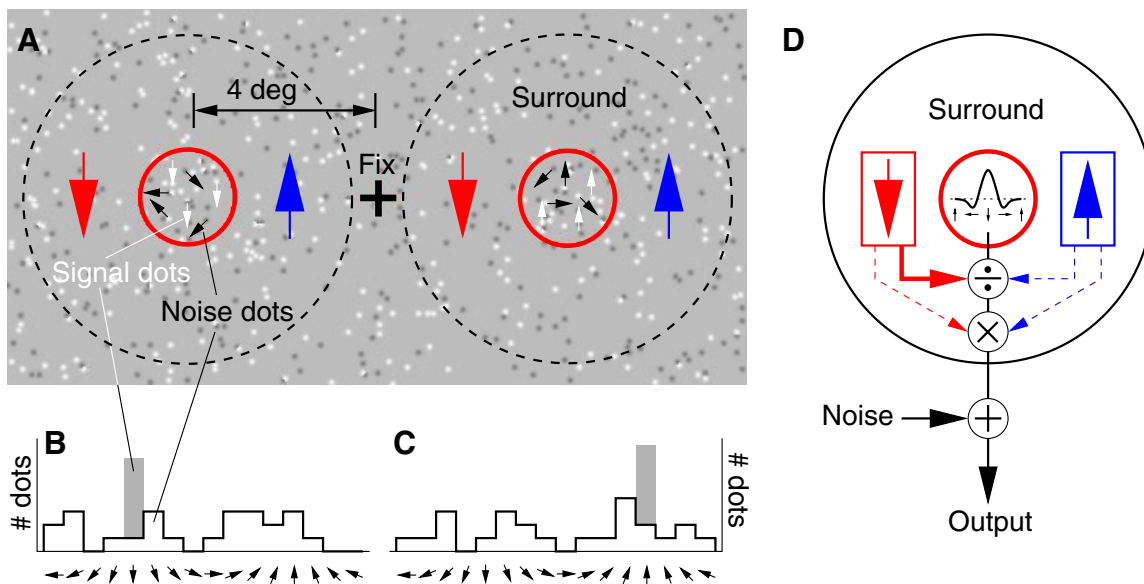 A
4 deg
Surround
Fix
Signal dots
Noise dots
B
# dots
C
# dots
D
Surround
Noise
Output